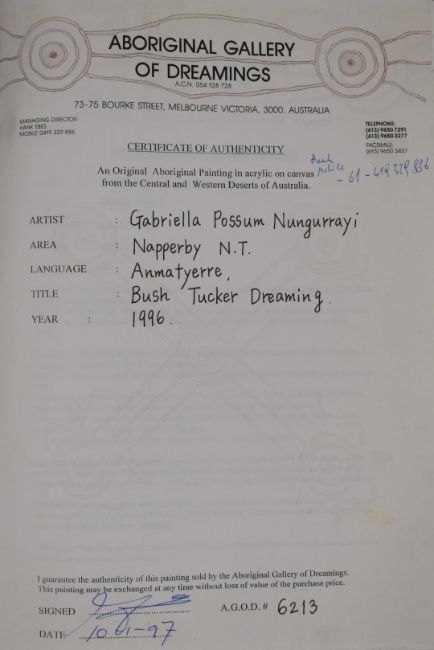 ABORIGINAL GALLERY
OF DREAMINGS
A.C.N. 054 128 728
73-75 BOURKE STREET, MELBOURNE VICTORIA, 3000. AUSTRALIA
MANAGING DIRECTOR:
HANK EBES
MOBILE 0419 329 886
TELEPHONE:
(613) 9650 7291
(613) 9650 3277
FACSIMILE:
(613) 9650 3437
CERTIFICATE OF AUTHENTICITY
Hank
Mobile
- 61 - 419 329 886
An Original Aboriginal Painting in acrylic on canvas
from the Central and Western Deserts of Australia.
ARTIST : Gabriella Possum Nungurrayi
AREA : Napperby N.T.
LANGUAGE : Anmatyerre,
TITLE : Bush Tucker Dreaming.
YEAR : 1996.
I guarantee the authenticity of this painting sold by the Aboriginal Gallery of Dreamings.
This painting may be exchanged at any time without loss of value of the purchase price.
SIGNED A.G.O.D. # 6213
DATE